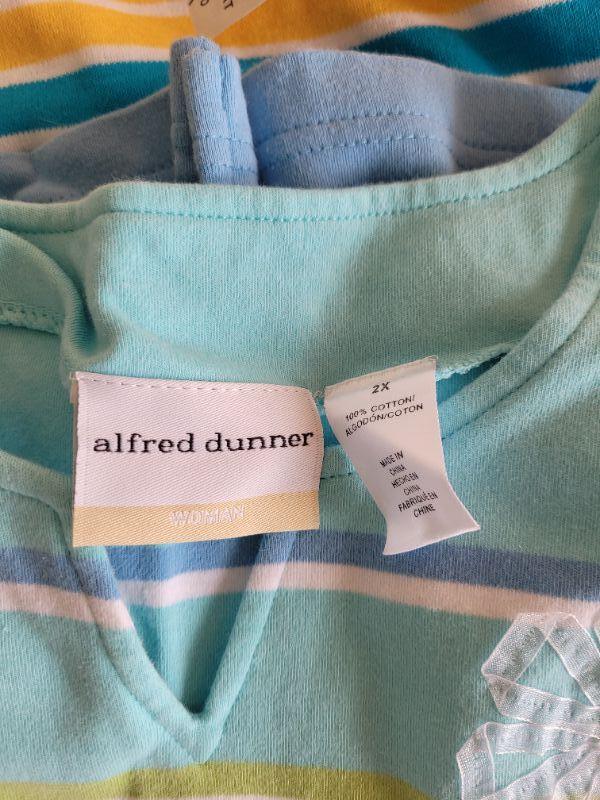 alfred dunner
WOMAN
2X
100% COTTON/
ALGODÓN/COTON
MADE IN
CHINA
HECHO EN
CHINA
FABRIQUÉ EN
CHINE